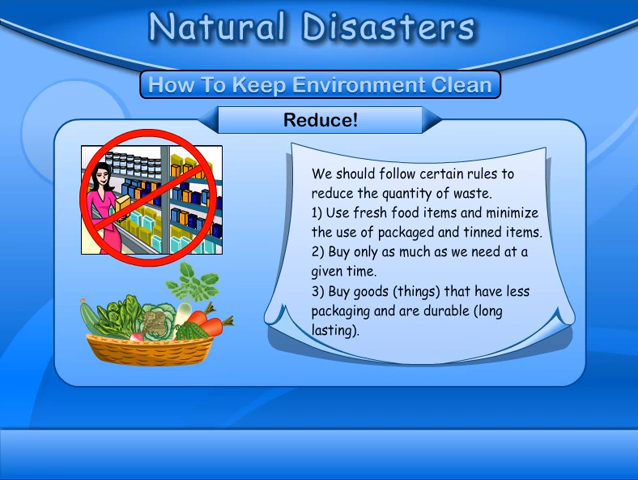 Natural Disasters
How To Keep Environment Clean
Reduce!
We should follow certain rules to
reduce the quantity of waste.
1) Use fresh food items and minimize
the use of packaged and tinned items.
2) Buy only as much as we need at a
given time.
3) Buy goods (things) that have less
packaging and are durable (long
lasting).